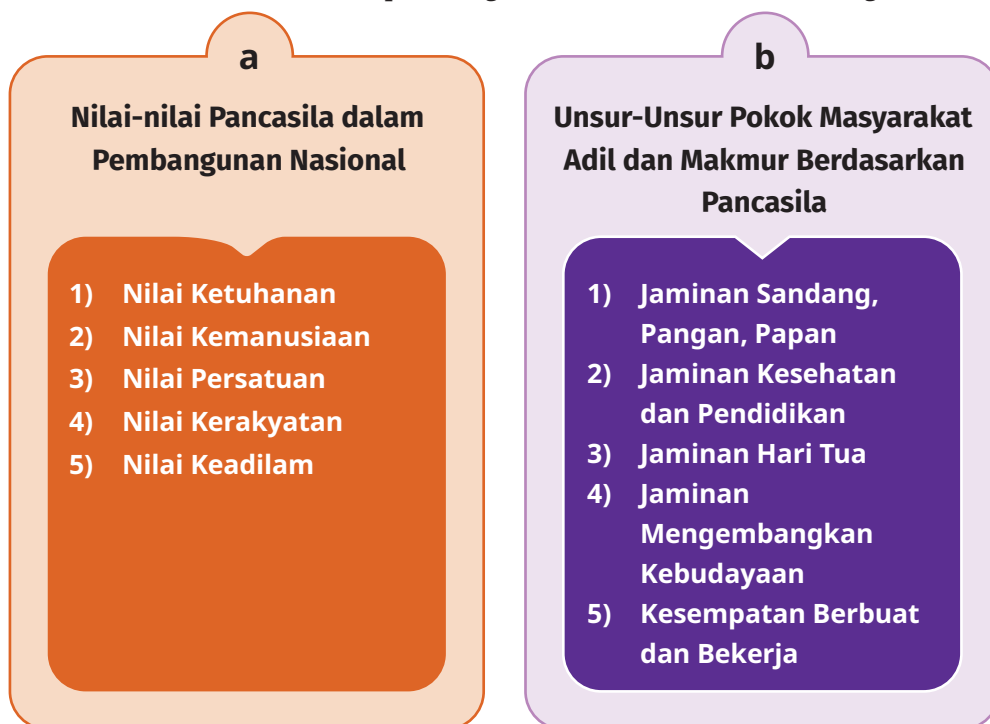 a
Nilai-nilai Pancasila dalam
Pembangunan Nasional
1) Nilai Ketuhanan
2) Nilai Kemanusiaan
3) Nilai Persatuan
4) Nilai Kerakyatan
5) Nilai Keadilam
b
Unsur-Unsur Pokok Masyarakat
Adil dan Makmur Berdasarkan
Pancasila
1) Jaminan Sandang,
Pangan, Papan
2) Jaminan Kesehatan
dan Pendidikan
3) Jaminan Hari Tua
4) Jaminan
Mengembangkan
Kebudayaan
5) Kesempatan Berbuat
dan Bekerja